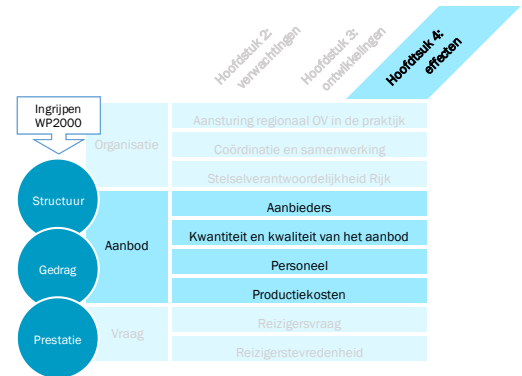 Hoofdstuk 2:
verwachtingen
Hoofdstuk 3:
ontwikkelingen
Hoofdtsuk 4:
effecten
Ingrijpen
WP2000
Organisatie
Aansturing regionaal OV in de praktijk
Coördinatie en samenwerking
Stelselverantwoordelijkheid Rijk
Structuur
Gedrag
Prestatie
Aanbod
Aanbieders
Kwantiteit en kwaliteit van het aanbod
Personeel
Productiekosten
Vraag
Reizigersvraag
Reizigerstevredenheid